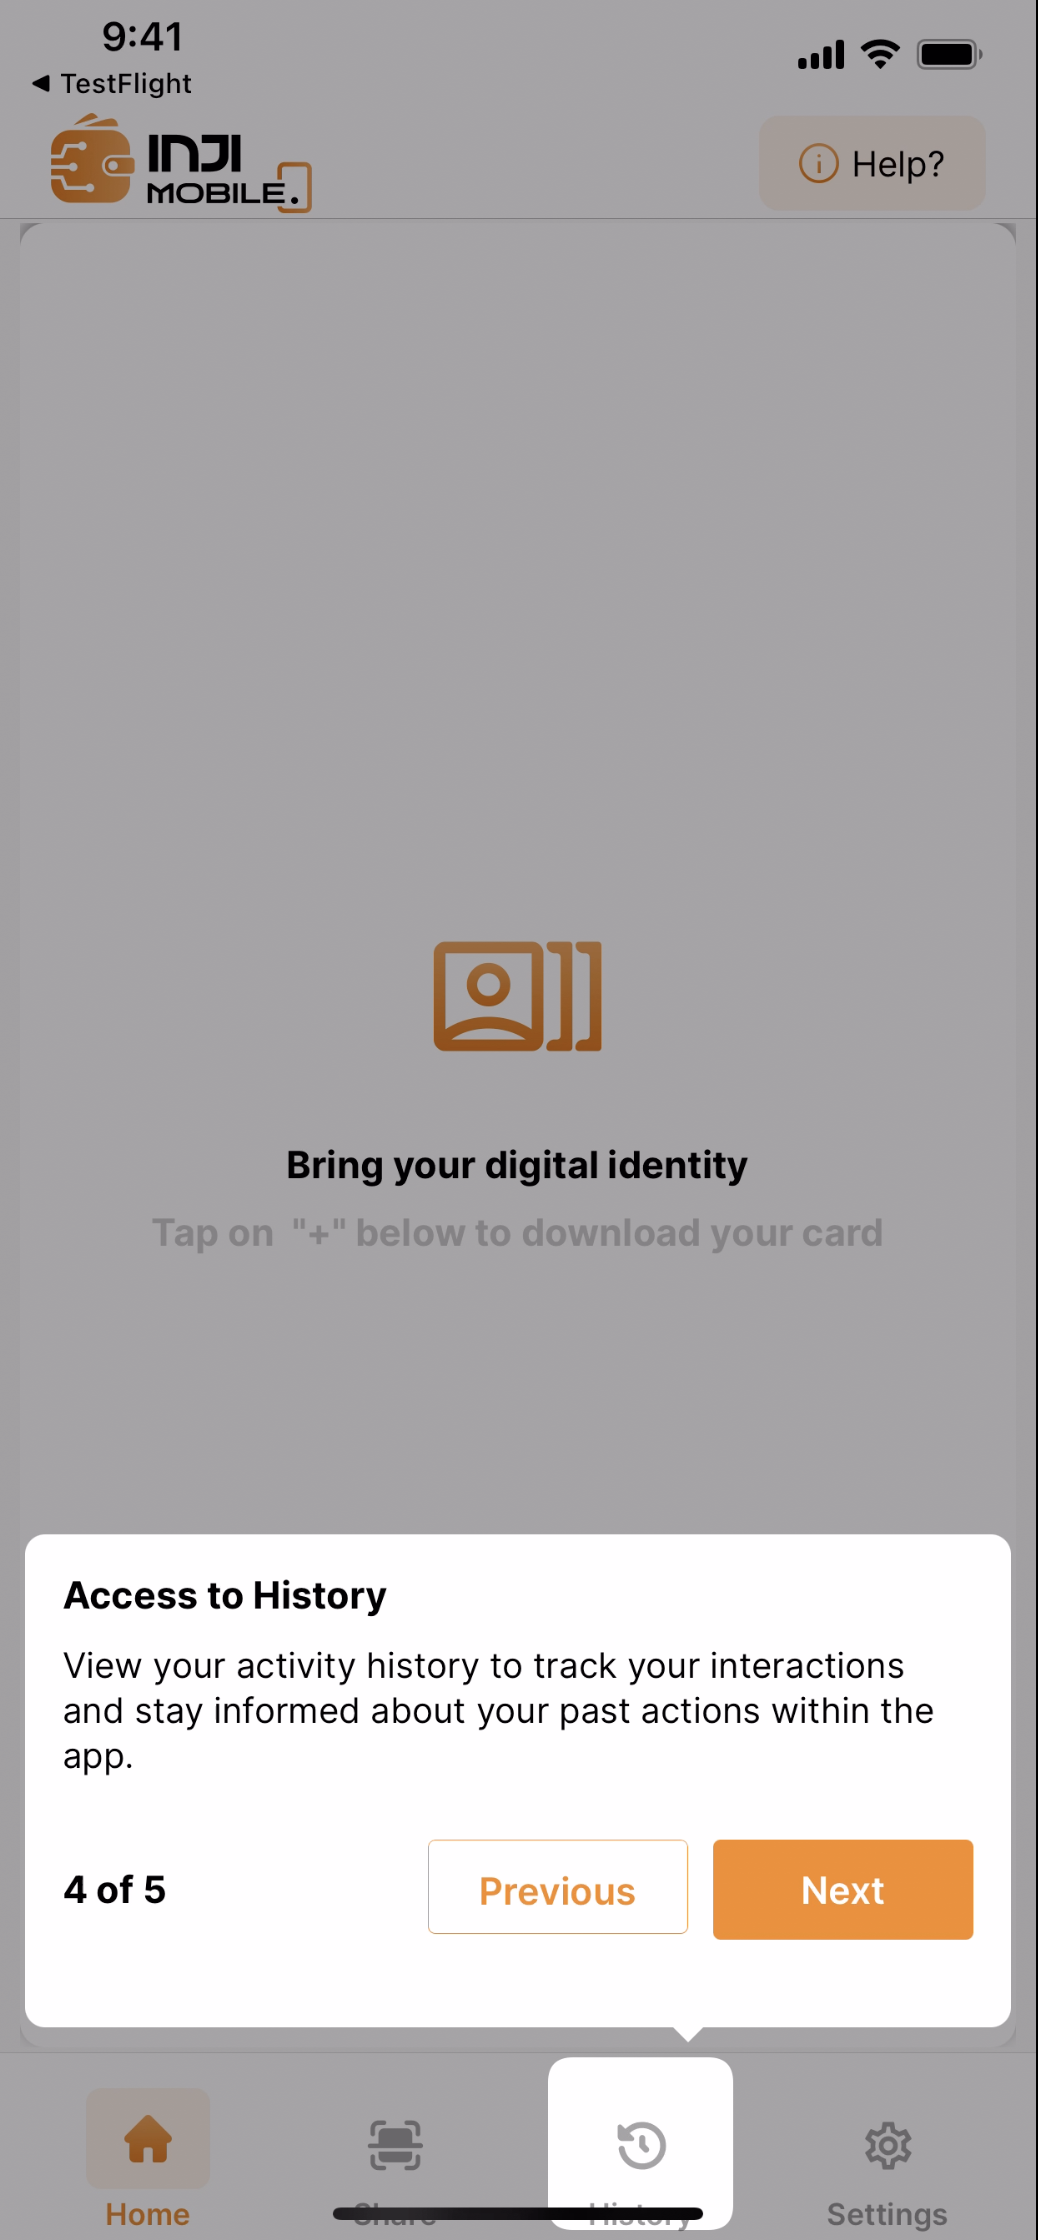 9:41
TestFlight
INJI
MOBILE.
Help?
Bring your digital identity
Tap on "+" below to download your card
Access to History
View your activity history to track your interactions
and stay informed about your past actions within the
app.
4 of 5
Previous
Next
Home
Share
History
Settings